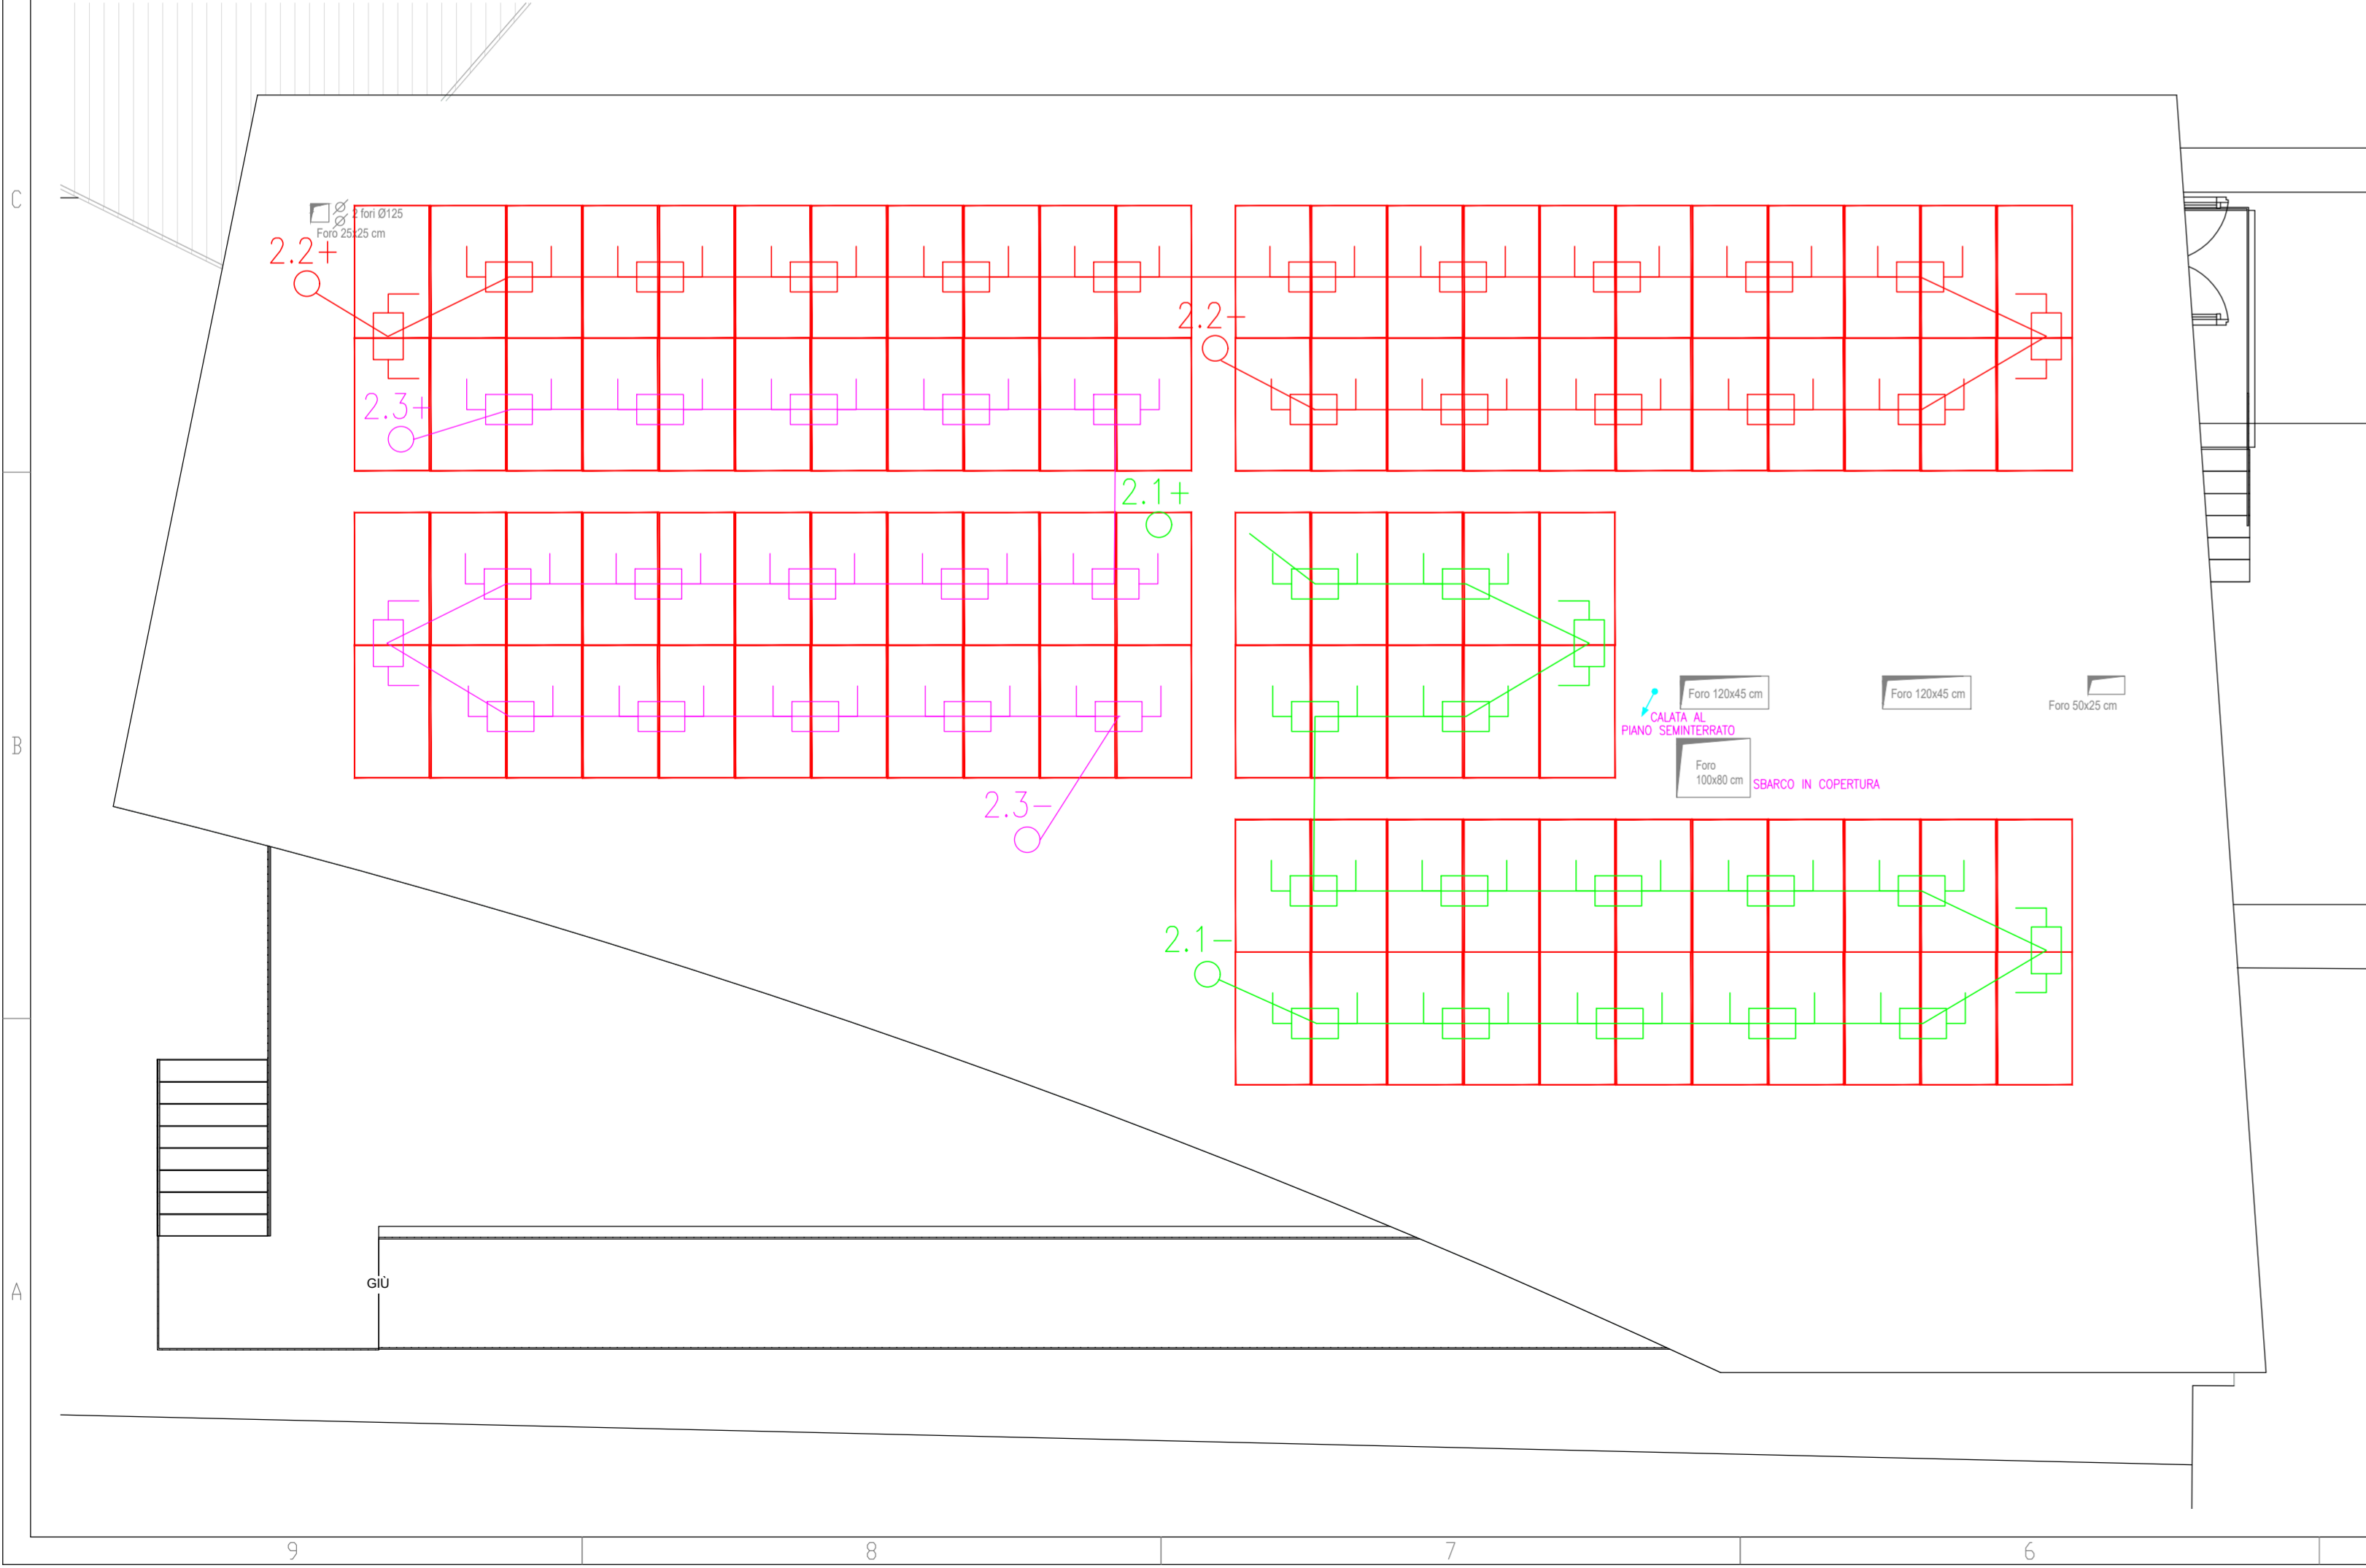 C
2 fori Ø125
Foro 25x25 cm
2.2+
2.2-
2.3+
2.1+
Foro 120x45 cm
Foro 120x45 cm
Foro 50x25 cm
CALATA AL
PIANO SEMINTERRATO
B
Foro
100x80 cm
SBARCO IN COPERTURA
2.3-
2.1-
GIÙ
A
9
8
7
6